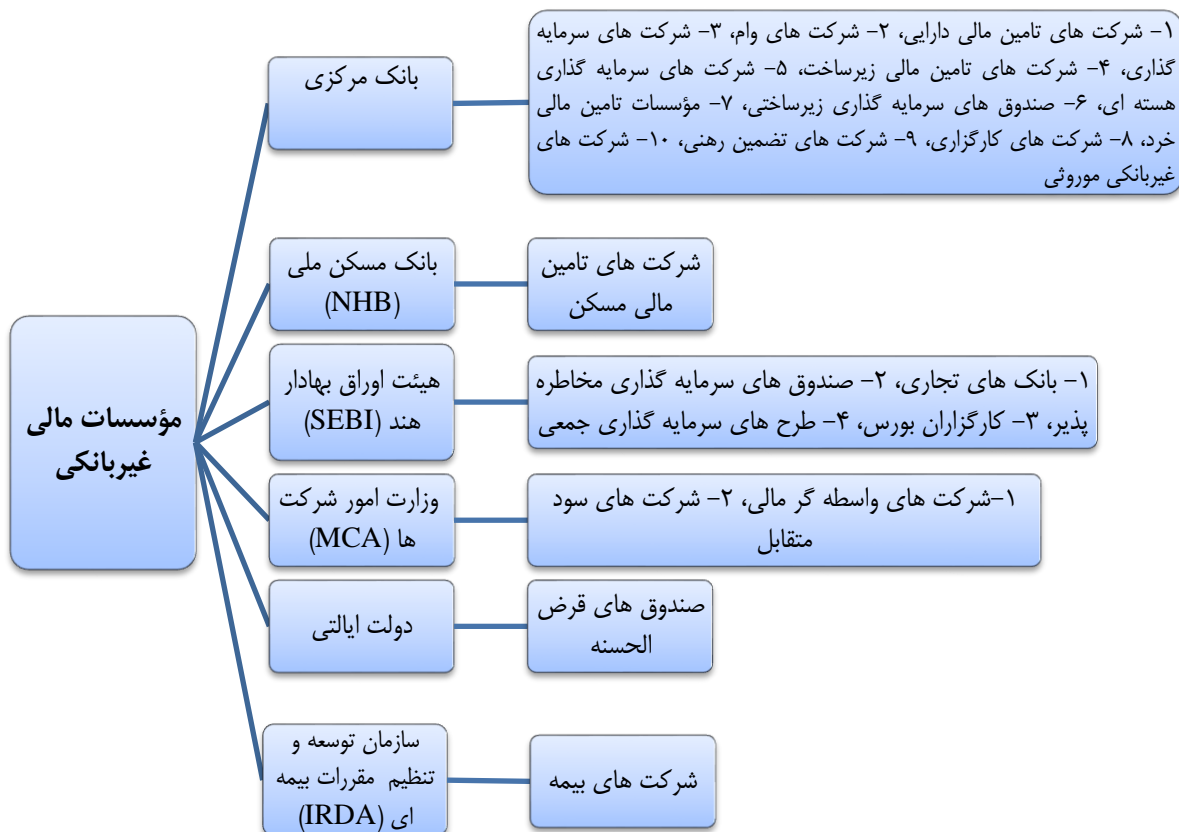 مؤسسات مالی
غیربانکی
بانک مرکزی
۱- شرکت های تامین مالی دارایی، ۲- شرکت های وام، ۳- شرکت های سرمایه
گذاری، ۴- شرکت های تامین مالی زیرساخت، ۵- شرکت های سرمایه گذاری
هسته ای، ۶- صندوق های سرمایه گذاری زیرساختی، ۷- مؤسسات تامین مالی
خرد، ۸- شرکت های کارگزاری، ۹- شرکت های تضمین رهنی، ۱۰- شرکت های
غیربانکی موروثی
بانک مسکن ملی
(NHB)
شرکت های تامین
مالی مسکن
هیئت اوراق بهادار
هند (SEBI)
۱- بانک های تجاری، ۲- صندوق های سرمایه گذاری مخاطره
پذیر، ۳- کارگزاران بورس، ۴- طرح های سرمایه گذاری جمعی
وزارت امور شرکت
ها (MCA)
۱-شرکت های واسطه گر مالی، ۲- شرکت های سود
متقابل
دولت ایالتی
صندوق های قرض
الحسنه
سازمان توسعه و
تنظیم مقررات بیمه
ای (IRDA)
شرکت های بیمه